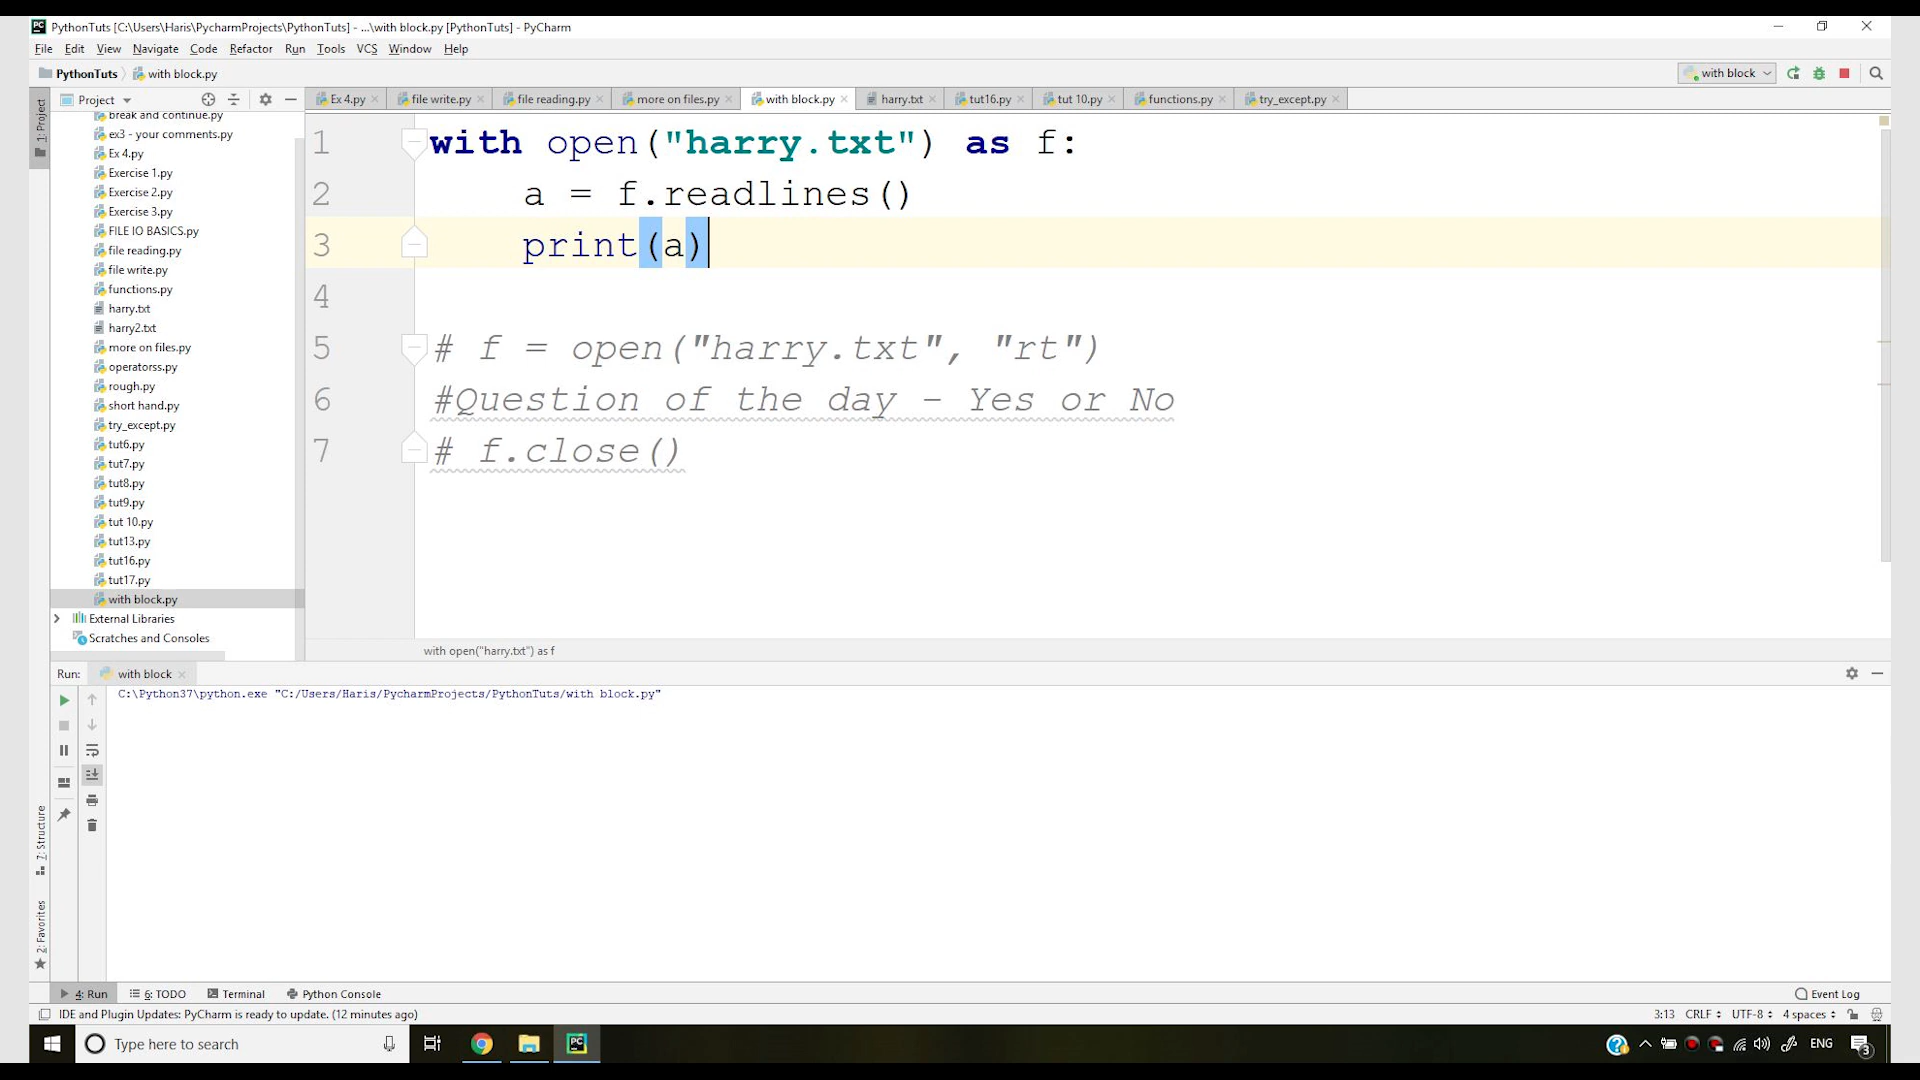 PythonTuts [C:\Users\Haris\PycharmProjects\PythonTuts] - ...\with block.py [PythonTuts] - PyCharm
File Edit View Navigate Code Refactor Run Tools VCS Window Help
PythonTuts with block.py
with block
1: Project
Project
Ex 4.py file write.py file reading.py more on files.py with block.py harry.txt tut16.py tut 10.py functions.py try_except.py
break and continue.py
ex3 - your comments.py
Ex 4.py
Exercise 1.py
Exercise 2.py
Exercise 3.py
FILE IO BASICS.py
file reading.py
file write.py
functions.py
harry.txt
harry2.txt
more on files.py
operatorss.py
rough.py
short hand.py
try_except.py
tut6.py
tut7.py
tut8.py
tut9.py
tut 10.py
tut13.py
tut16.py
tut17.py
with block.py
External Libraries
Scratches and Consoles
1 with open("harry.txt") as f:
2 a = f.readlines()
3 print(a)
4
5 # f = open("harry.txt", "rt")
6 #Question of the day - Yes or No
7 # f.close()
with open("harry.txt") as f
Run: with block
C:\Python37\python.exe "C:/Users/Haris/PycharmProjects/PythonTuts/with block.py"
7: Structure
2: Favorites
4: Run 6: TODO Terminal Python Console Event Log
IDE and Plugin Updates: PyCharm is ready to update. (12 minutes ago) 3:13 CRLF UTF-8 4 spaces
Type here to search ENG 3